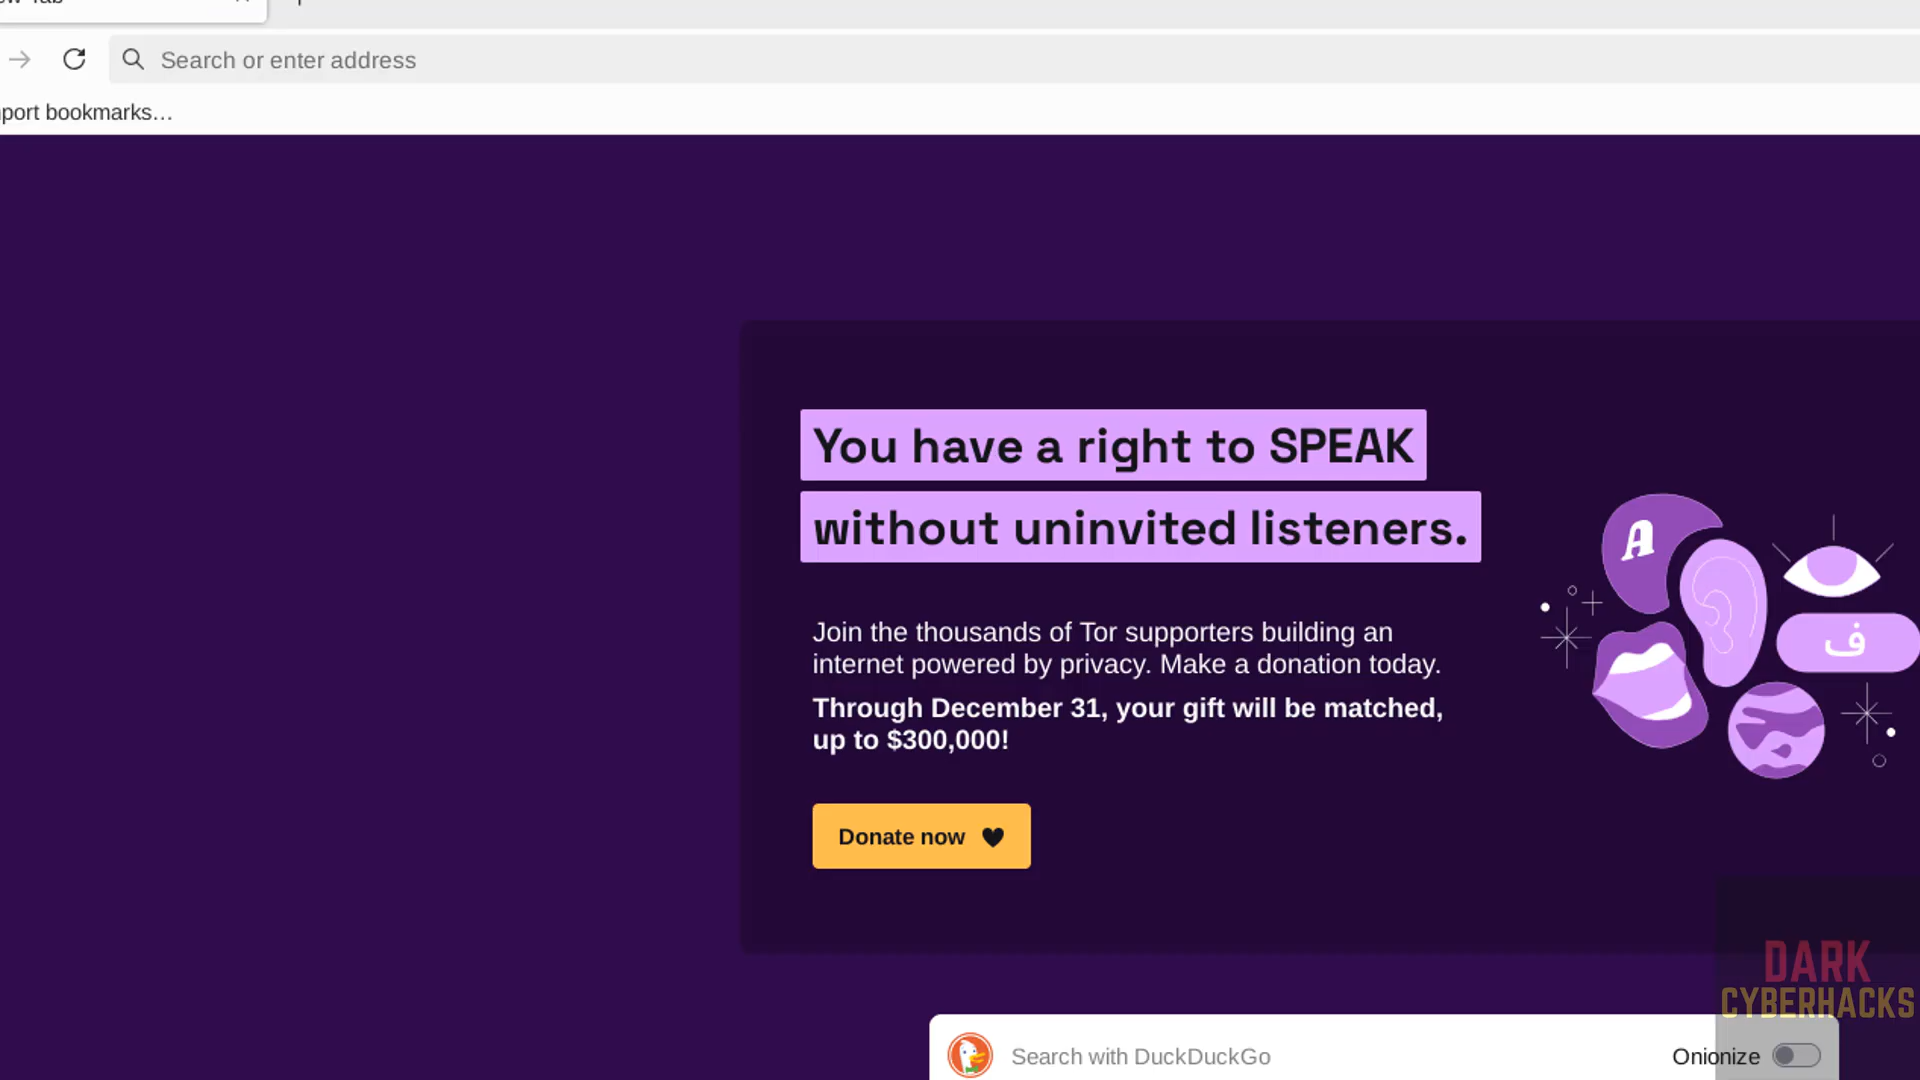 Search or enter address
port bookmarks…
You have a right to SPEAK
without uninvited listeners.
A
ف
Join the thousands of Tor supporters building an
internet powered by privacy. Make a donation today.
Through December 31, your gift will be matched,
up to $300,000!
Donate now
DARK
CYBERHACKS
Search with DuckDuckGo
Onionize